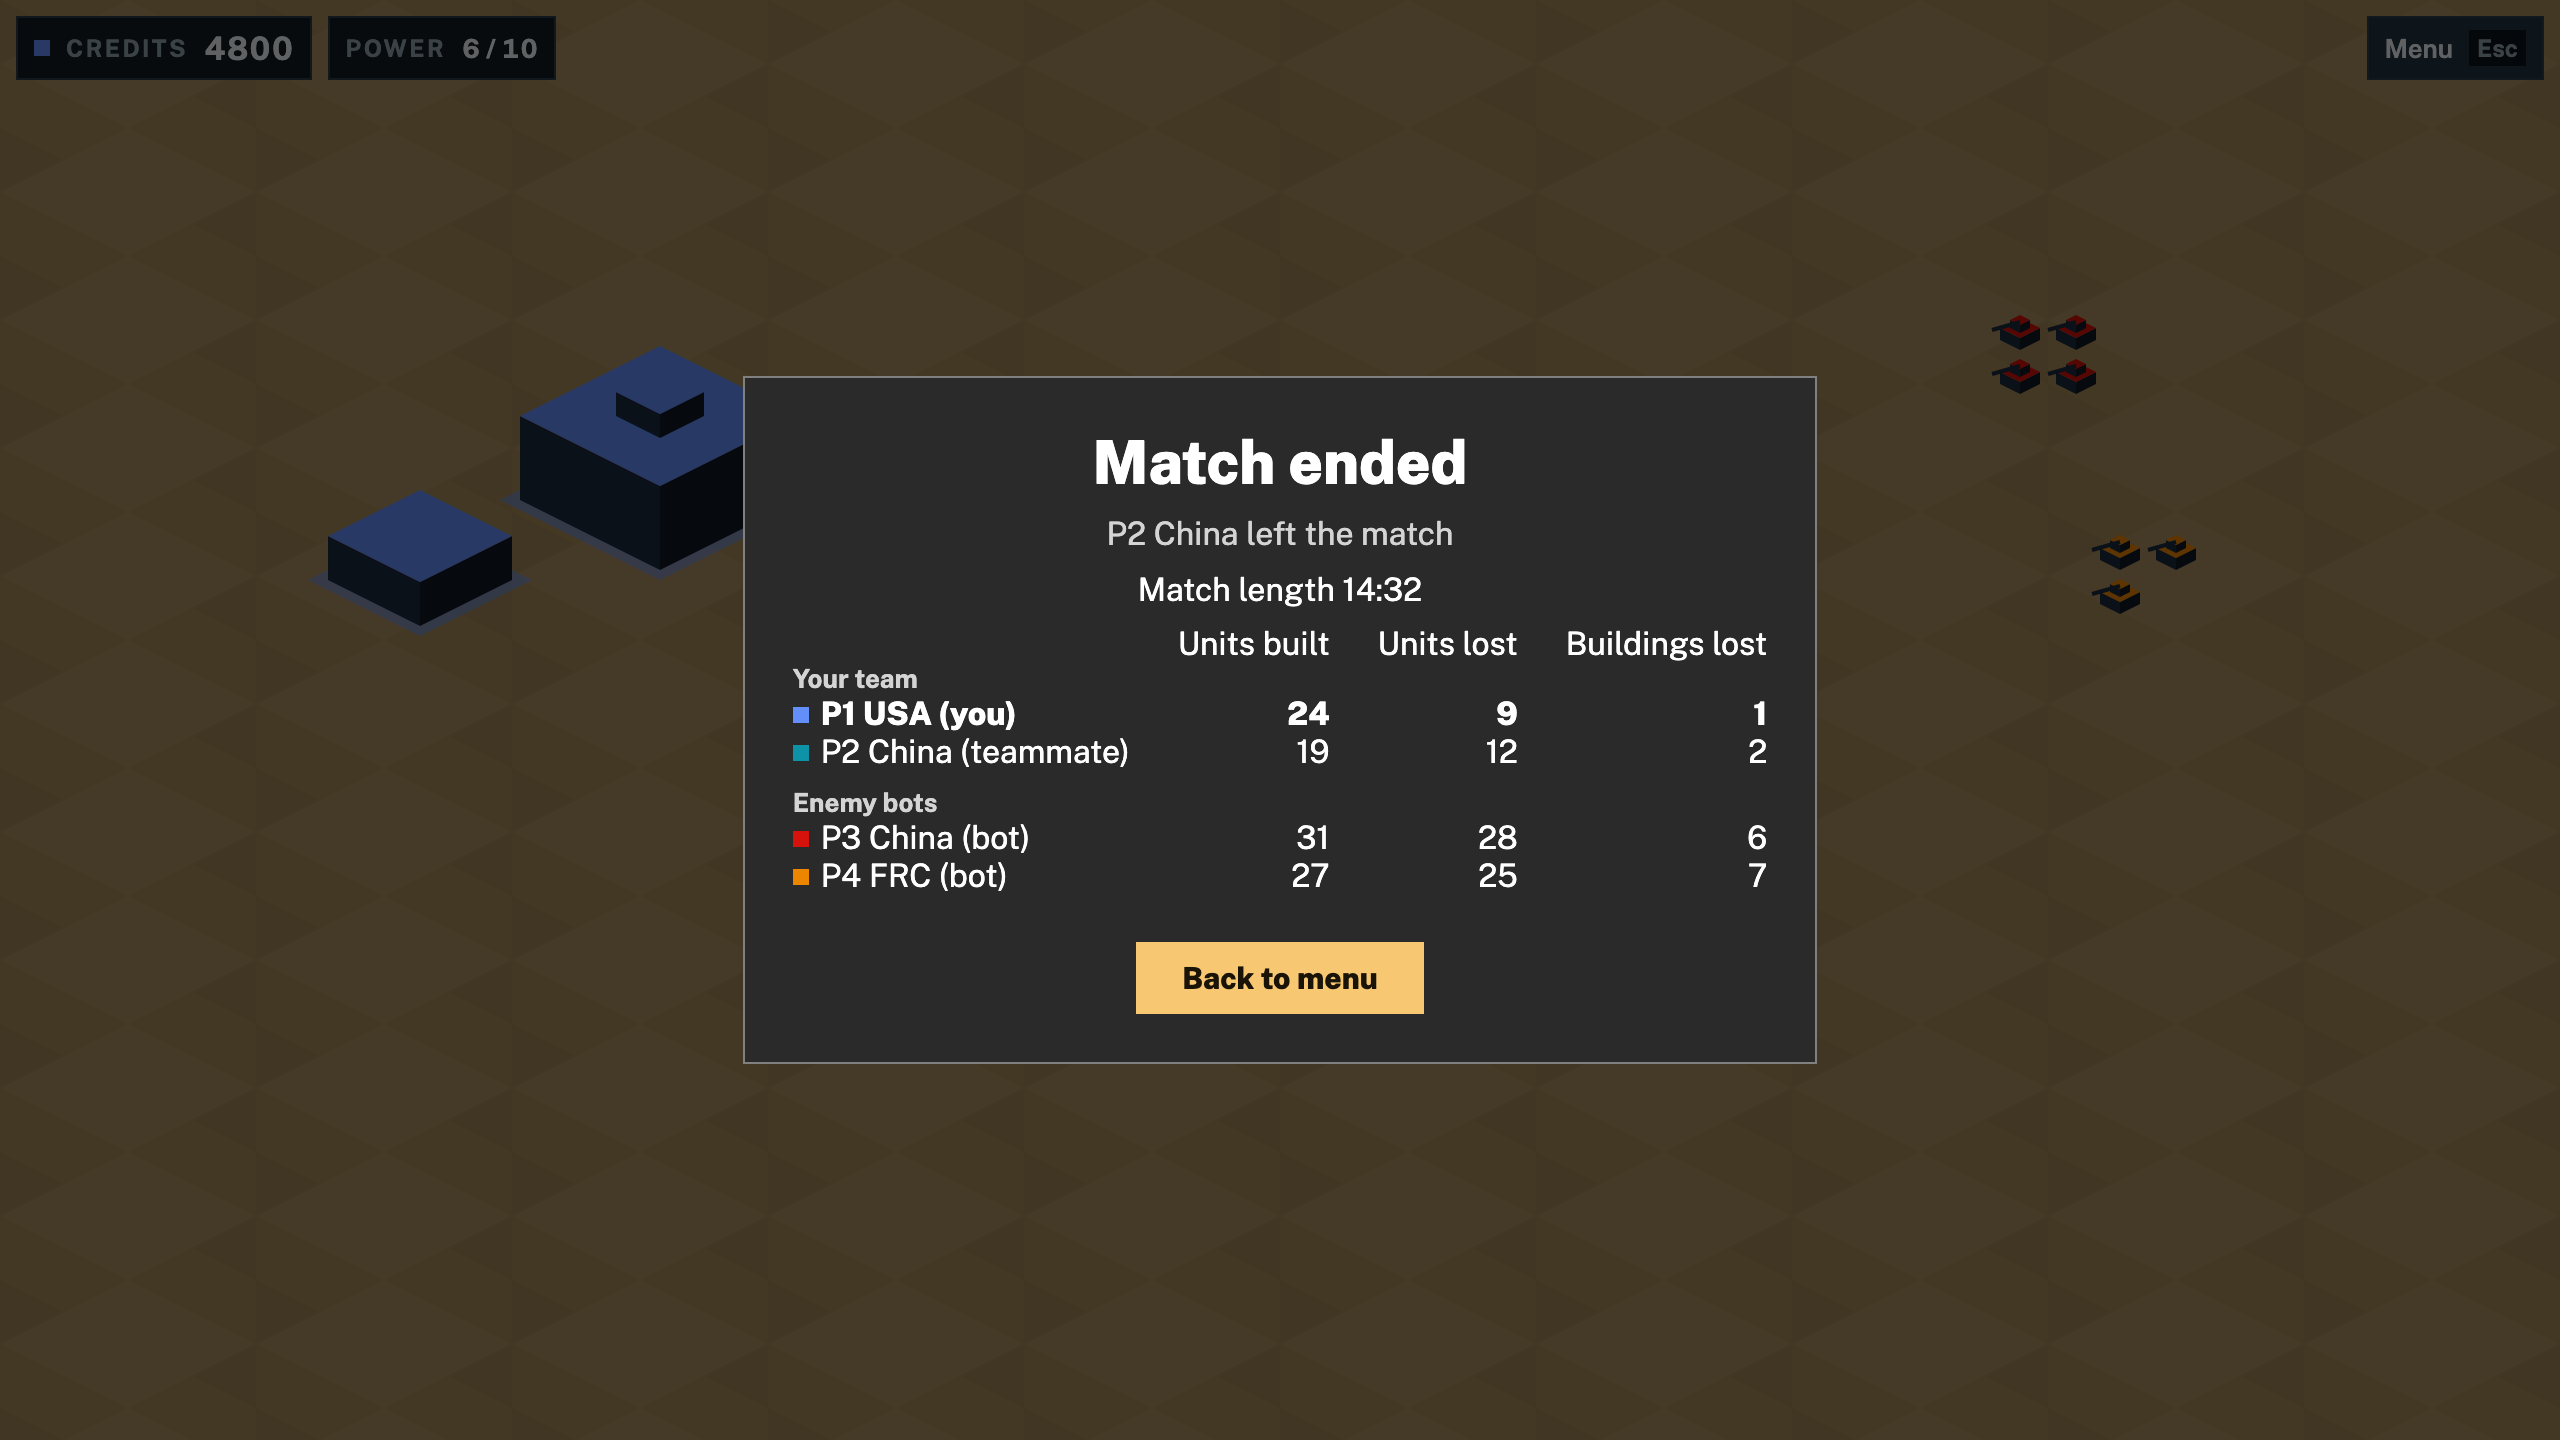 CREDITS 4800 POWER 6/10 Menu Esc
Match ended
P2 China left the match
Match length 14:32
Units built Units lost Buildings lost
Your team
P1 USA (you) 24 9 1
P2 China (teammate) 19 12 2
Enemy bots
P3 China (bot) 31 28 6
P4 FRC (bot) 27 25 7
Back to menu